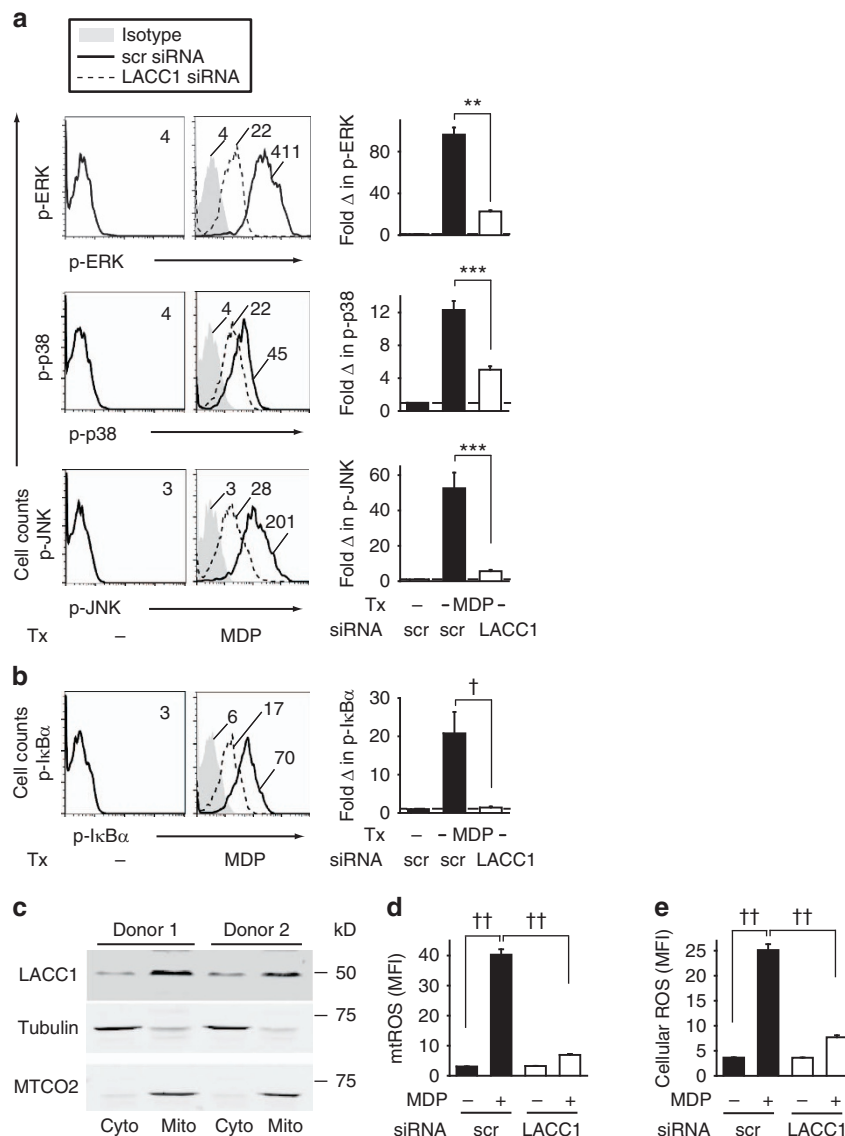 a
Isotype
scr siRNA
LACC1 siRNA
Cell counts
p-ERK
4
4
22
411
p-ERK
Fold Δ in p-ERK
80
40
0
**
p-p38
4
4
22
45
p-p38
Fold Δ in p-p38
12
8
4
0
***
p-JNK
3
3
28
201
p-JNK
Fold Δ in p-JNK
60
40
20
0
***
Tx – MDP
Tx – - MDP -
siRNA scr scr LACC1
b
Cell counts
p-IκBα
3
6
17
70
p-IκBα
Tx – MDP
Fold Δ in p-IκBα
30
20
10
0
†
Tx – - MDP -
siRNA scr scr LACC1
c
Donor 1 Donor 2 kD
LACC1 50
Tubulin 75
MTCO2 75
Cyto Mito Cyto Mito
d
mtROS (MFI)
40
30
20
10
0
†† ††
MDP – + – +
siRNA scr LACC1
e
Cellular ROS (MFI)
25
20
15
10
5
0
†† ††
MDP – + – +
siRNA scr LACC1